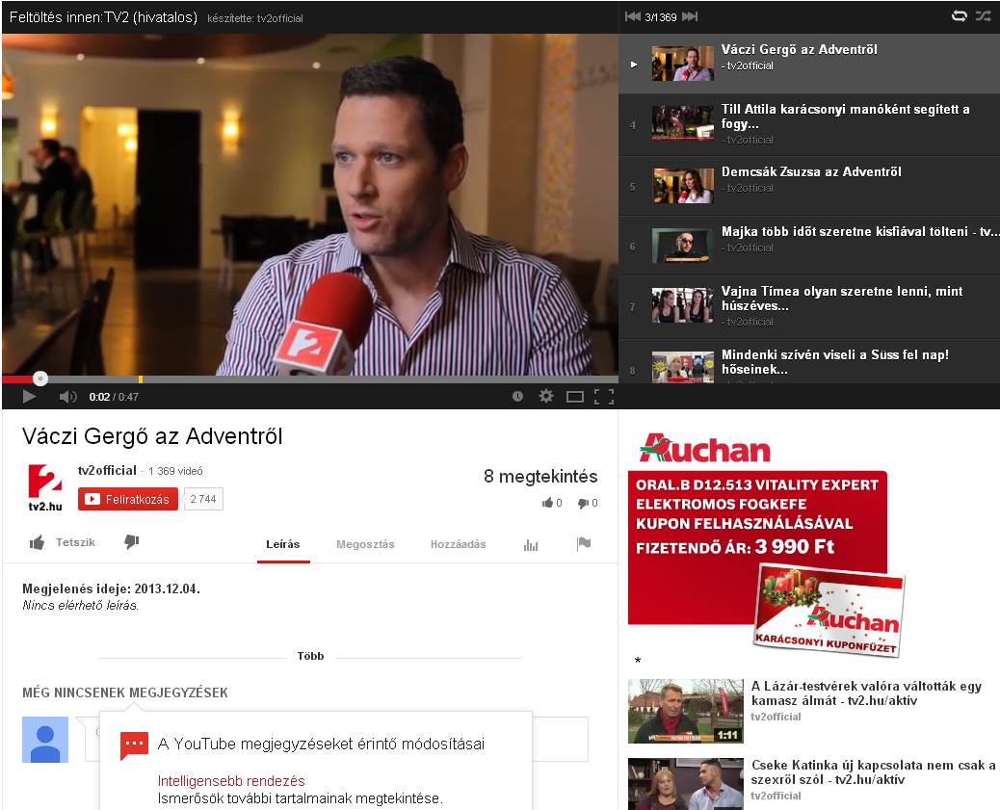 Feltöltés innen:TV2 (hivatalos) készítette: tv2official
3/1369
Váczi Gergő az Adventről
- tv2official
4
Till Attila karácsonyi manóként segített a
fogy...
- tv2official
5
Demcsák Zsuzsa az Adventről
- tv2official
6
Majka több időt szeretne kisfiával tölteni - tv...
- tv2official
7
Vajna Tímea olyan szeretne lenni, mint
húszéves...
- tv2official
8
Mindenki szívén viseli a Süss fel nap!
hőseinek...
2
0:02 / 0:47
Váczi Gergő az Adventről
2
tv2.hu
tv2official · 1 369 videó
Feliratkozás 2 744
8 megtekintés
0 0
Tetszik
Leírás Megosztás Hozzáadás
Megjelenés ideje: 2013.12.04.
Nincs elérhető leírás.
Több
MÉG NINCSENEK MEGJEGYZÉSEK
A YouTube megjegyzéseket érintő módosításai
Intelligensebb rendezés
Ismerősök további tartalmainak megtekintése.
Auchan
ORAL.B D12.513 VITALITY EXPERT
ELEKTROMOS FOGKEFE
KUPON FELHASZNÁLÁSÁVAL
FIZETENDŐ ÁR: 3 990 Ft
Auchan
KARÁCSONYI KUPONFÜZET
*
1:11
A Lázár-testvérek valóra váltották egy
kamasz álmát - tv2.hu/aktív
tv2official
Cseke Katinka új kapcsolata nem csak a
szexről szól - tv2.hu/aktív
tv2official